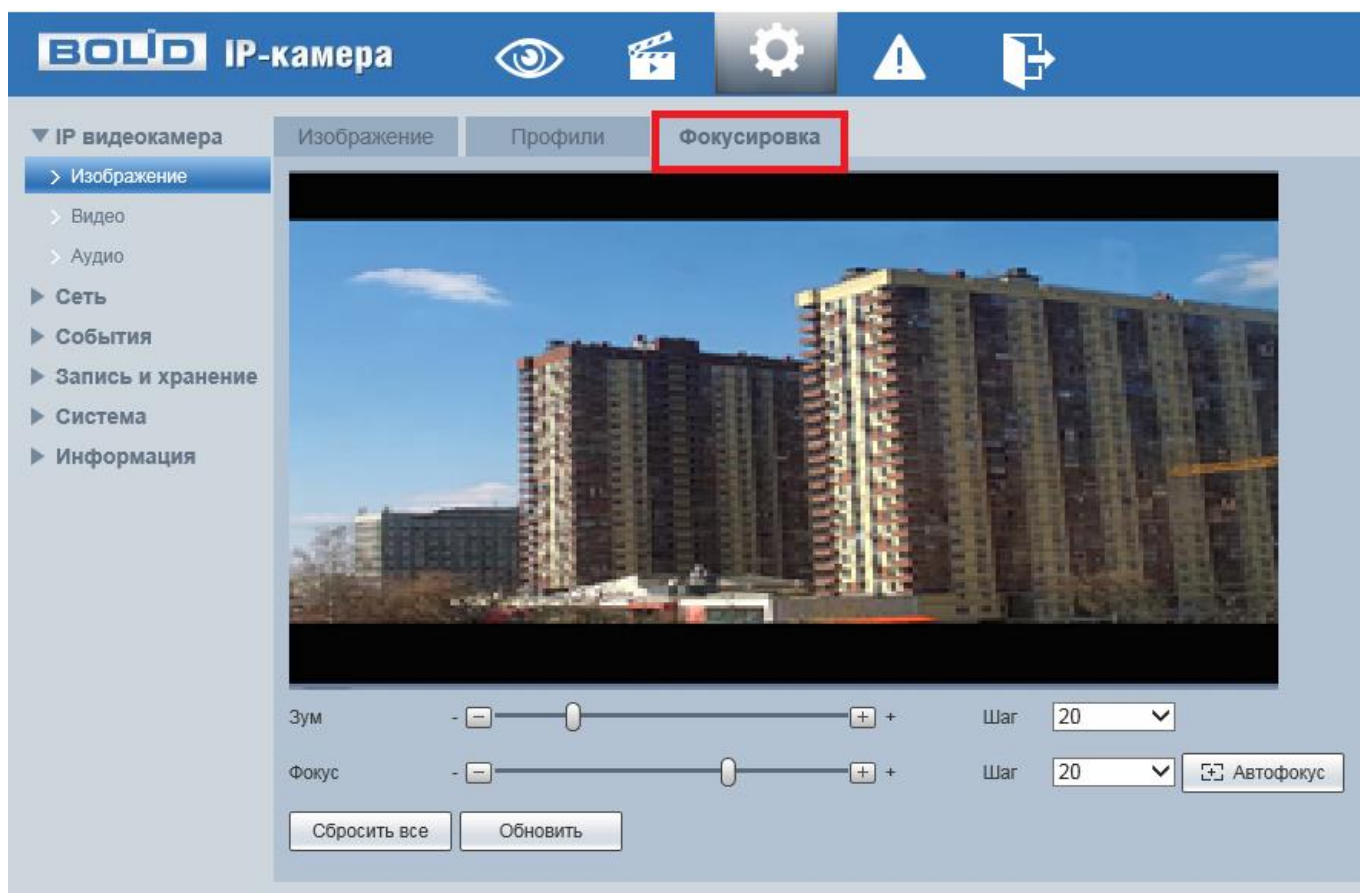 BOLID IP-камера
IP видеокамера
Изображение
Видео
Аудио
Сеть
События
Запись и хранение
Система
Информация
Изображение Профили Фокусировка
Зум - + Шаг 20
Фокус - + Шаг 20 Автофокус
Сбросить все Обновить